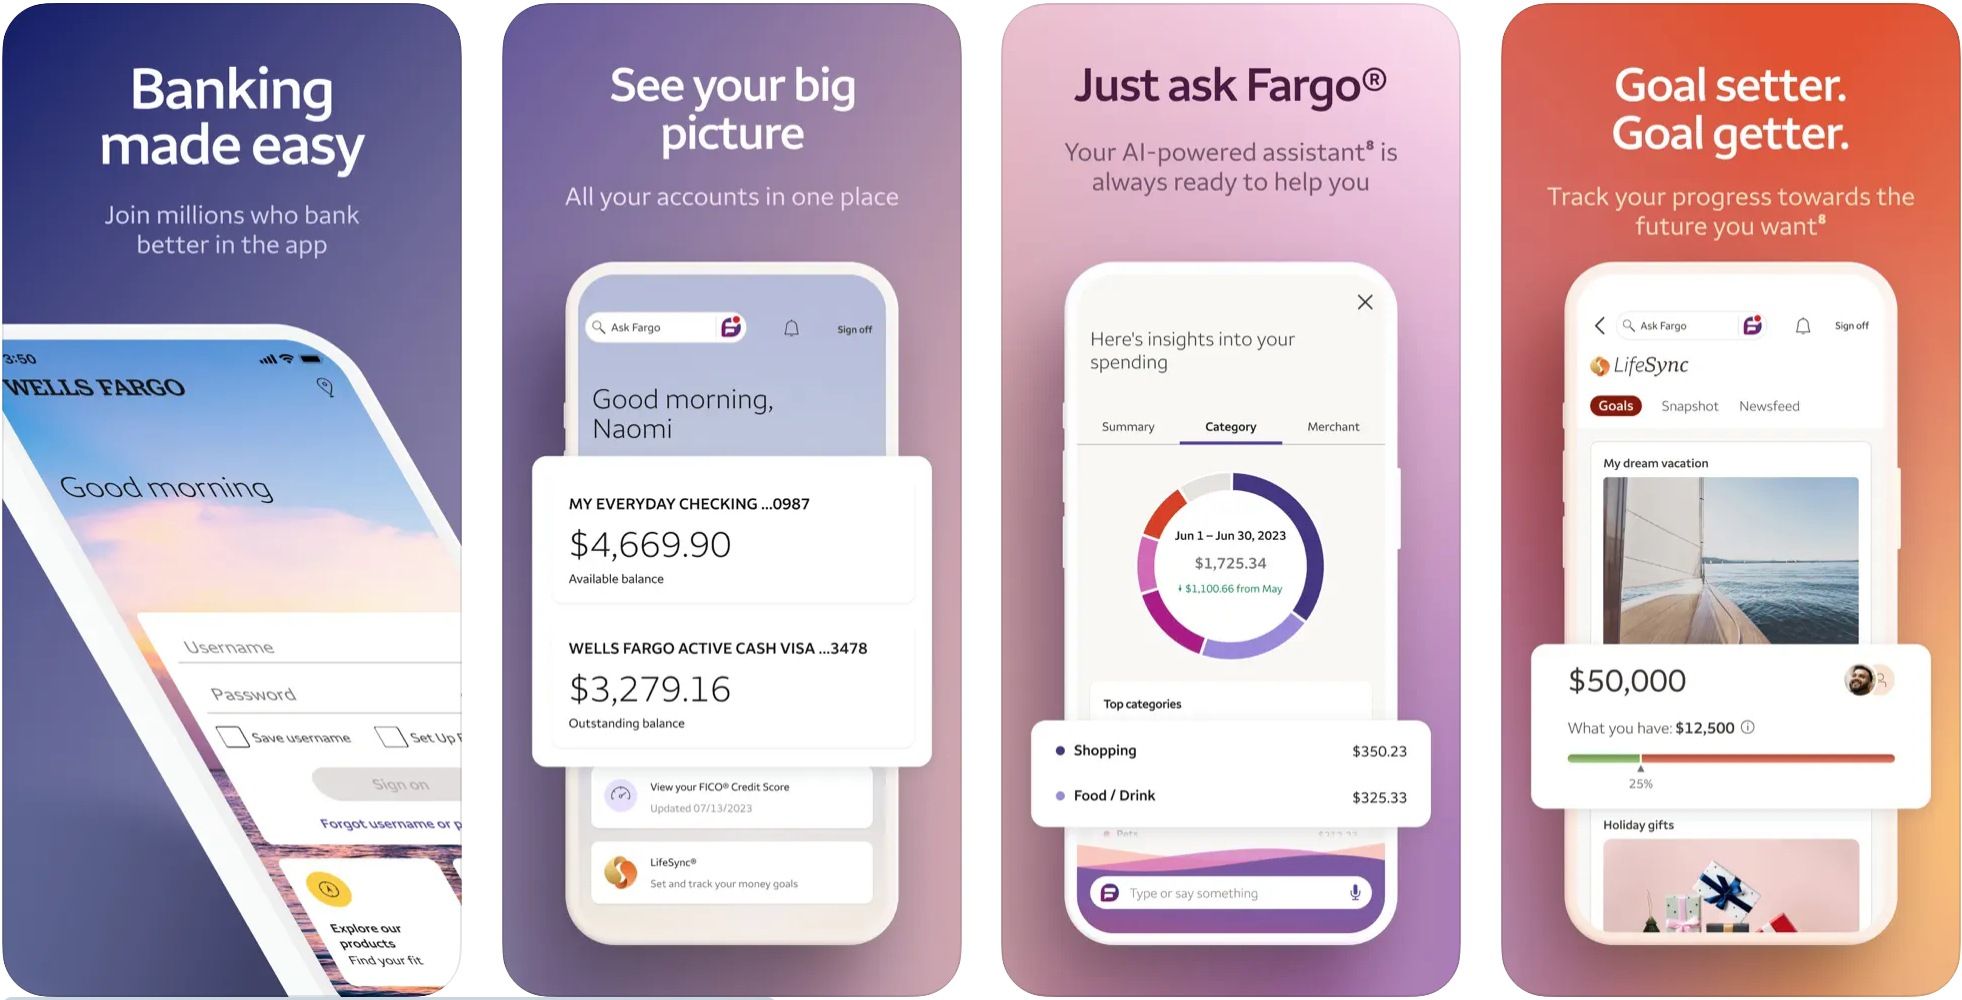 Banking
made easy
Join millions who bank
better in the app
3:50
WELLS FARGO
Good morning
Username
Password
Save username
Set Up
Sign on
Forgot username or p
Explore our
products
Find your fit
See your big
picture
All your accounts in one place
Ask Fargo
Sign off
Good morning,
Naomi
MY EVERYDAY CHECKING ...0987
$4,669.90
Available balance
WELLS FARGO ACTIVE CASH VISA ...3478
$3,279.16
Outstanding balance
View your FICO® Credit Score
Updated 07/13/2023
LifeSync®
Set and track your money goals
Just ask Fargo®
Your AI-powered assistant⁸ is
always ready to help you
Here's insights into your
spending
Summary Category Merchant
Jun 1 – Jun 30, 2023
$1,725.34
$1,100.66 from May
Top categories
Shopping $350.23
Food / Drink $325.33
Pets
Type or say something
Goal setter.
Goal getter.
Track your progress towards the
future you want⁸
Ask Fargo
Sign off
LifeSync
Goals Snapshot Newsfeed
My dream vacation
$50,000
What you have: $12,500
25%
Holiday gifts